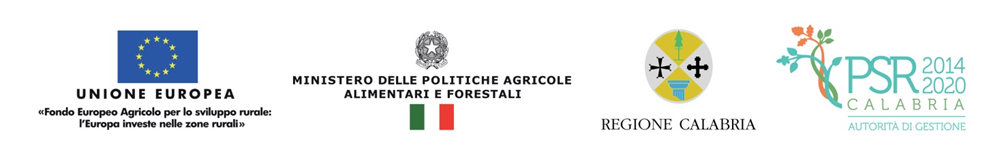 UNIONE EUROPEA
«Fondo Europeo Agricolo per lo sviluppo rurale:
l'Europa investe nelle zone rurali»
MINISTERO DELLE POLITICHE AGRICOLE
ALIMENTARI E FORESTALI
REGIONE CALABRIA
PSR 2014
2020
CALABRIA
AUTORITÀ DI GESTIONE